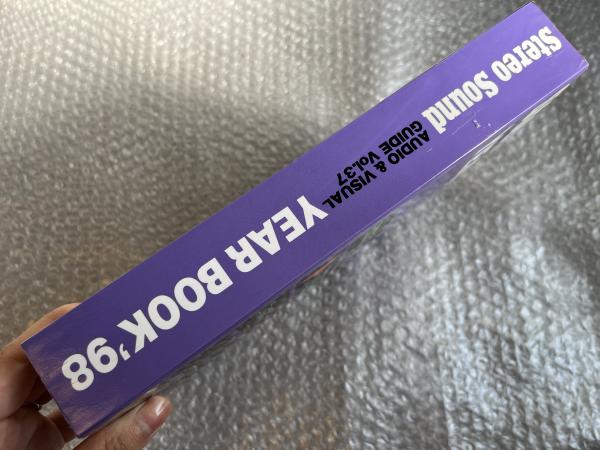 Stereo Sound
AUDIO & VISUAL
GUIDE Vol.37
YEAR BOOK '98